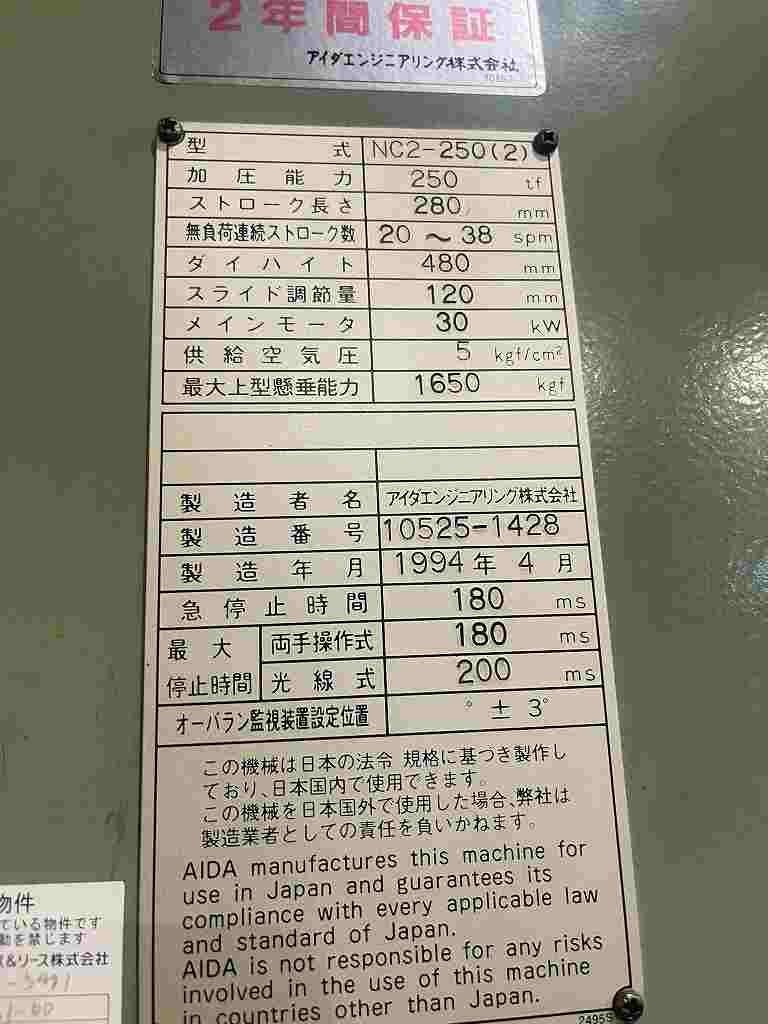 2年間保証
アイダエンジニアリング株式会社
型式 NC2-250(2)
加圧能力 250 tf
ストローク長さ 280 mm
無負荷連続ストローク数 20～38 spm
ダイハイト 480 mm
スライド調節量 120 mm
メインモータ 30 kW
供給空気圧 5 kgf/cm²
最大上型懸垂能力 1650 kgf
製造者名 アイダエンジニアリング株式会社
製造番号 10525-1428
製造年月 1994年 4月
急停止時間 180 ms
最大停止時間 両手操作式 180 ms
光線式 200 ms
オーバラン監視装置設定位置 ° ± 3°
この機械は日本の法令 規格に基づき製作し
ており、日本国内で使用できます。
この機械を日本国外で使用した場合、弊社は
製造業者としての責任を負いかねます。
AIDA manufactures this machine for
use in Japan and guarantees its
compliance with every applicable law
and standard of Japan.
AIDA is not responsible for any risks
involved in the use of this machine
in countries other than Japan.
2495S
物件
ている物件です
動を禁じます
&リース株式会社